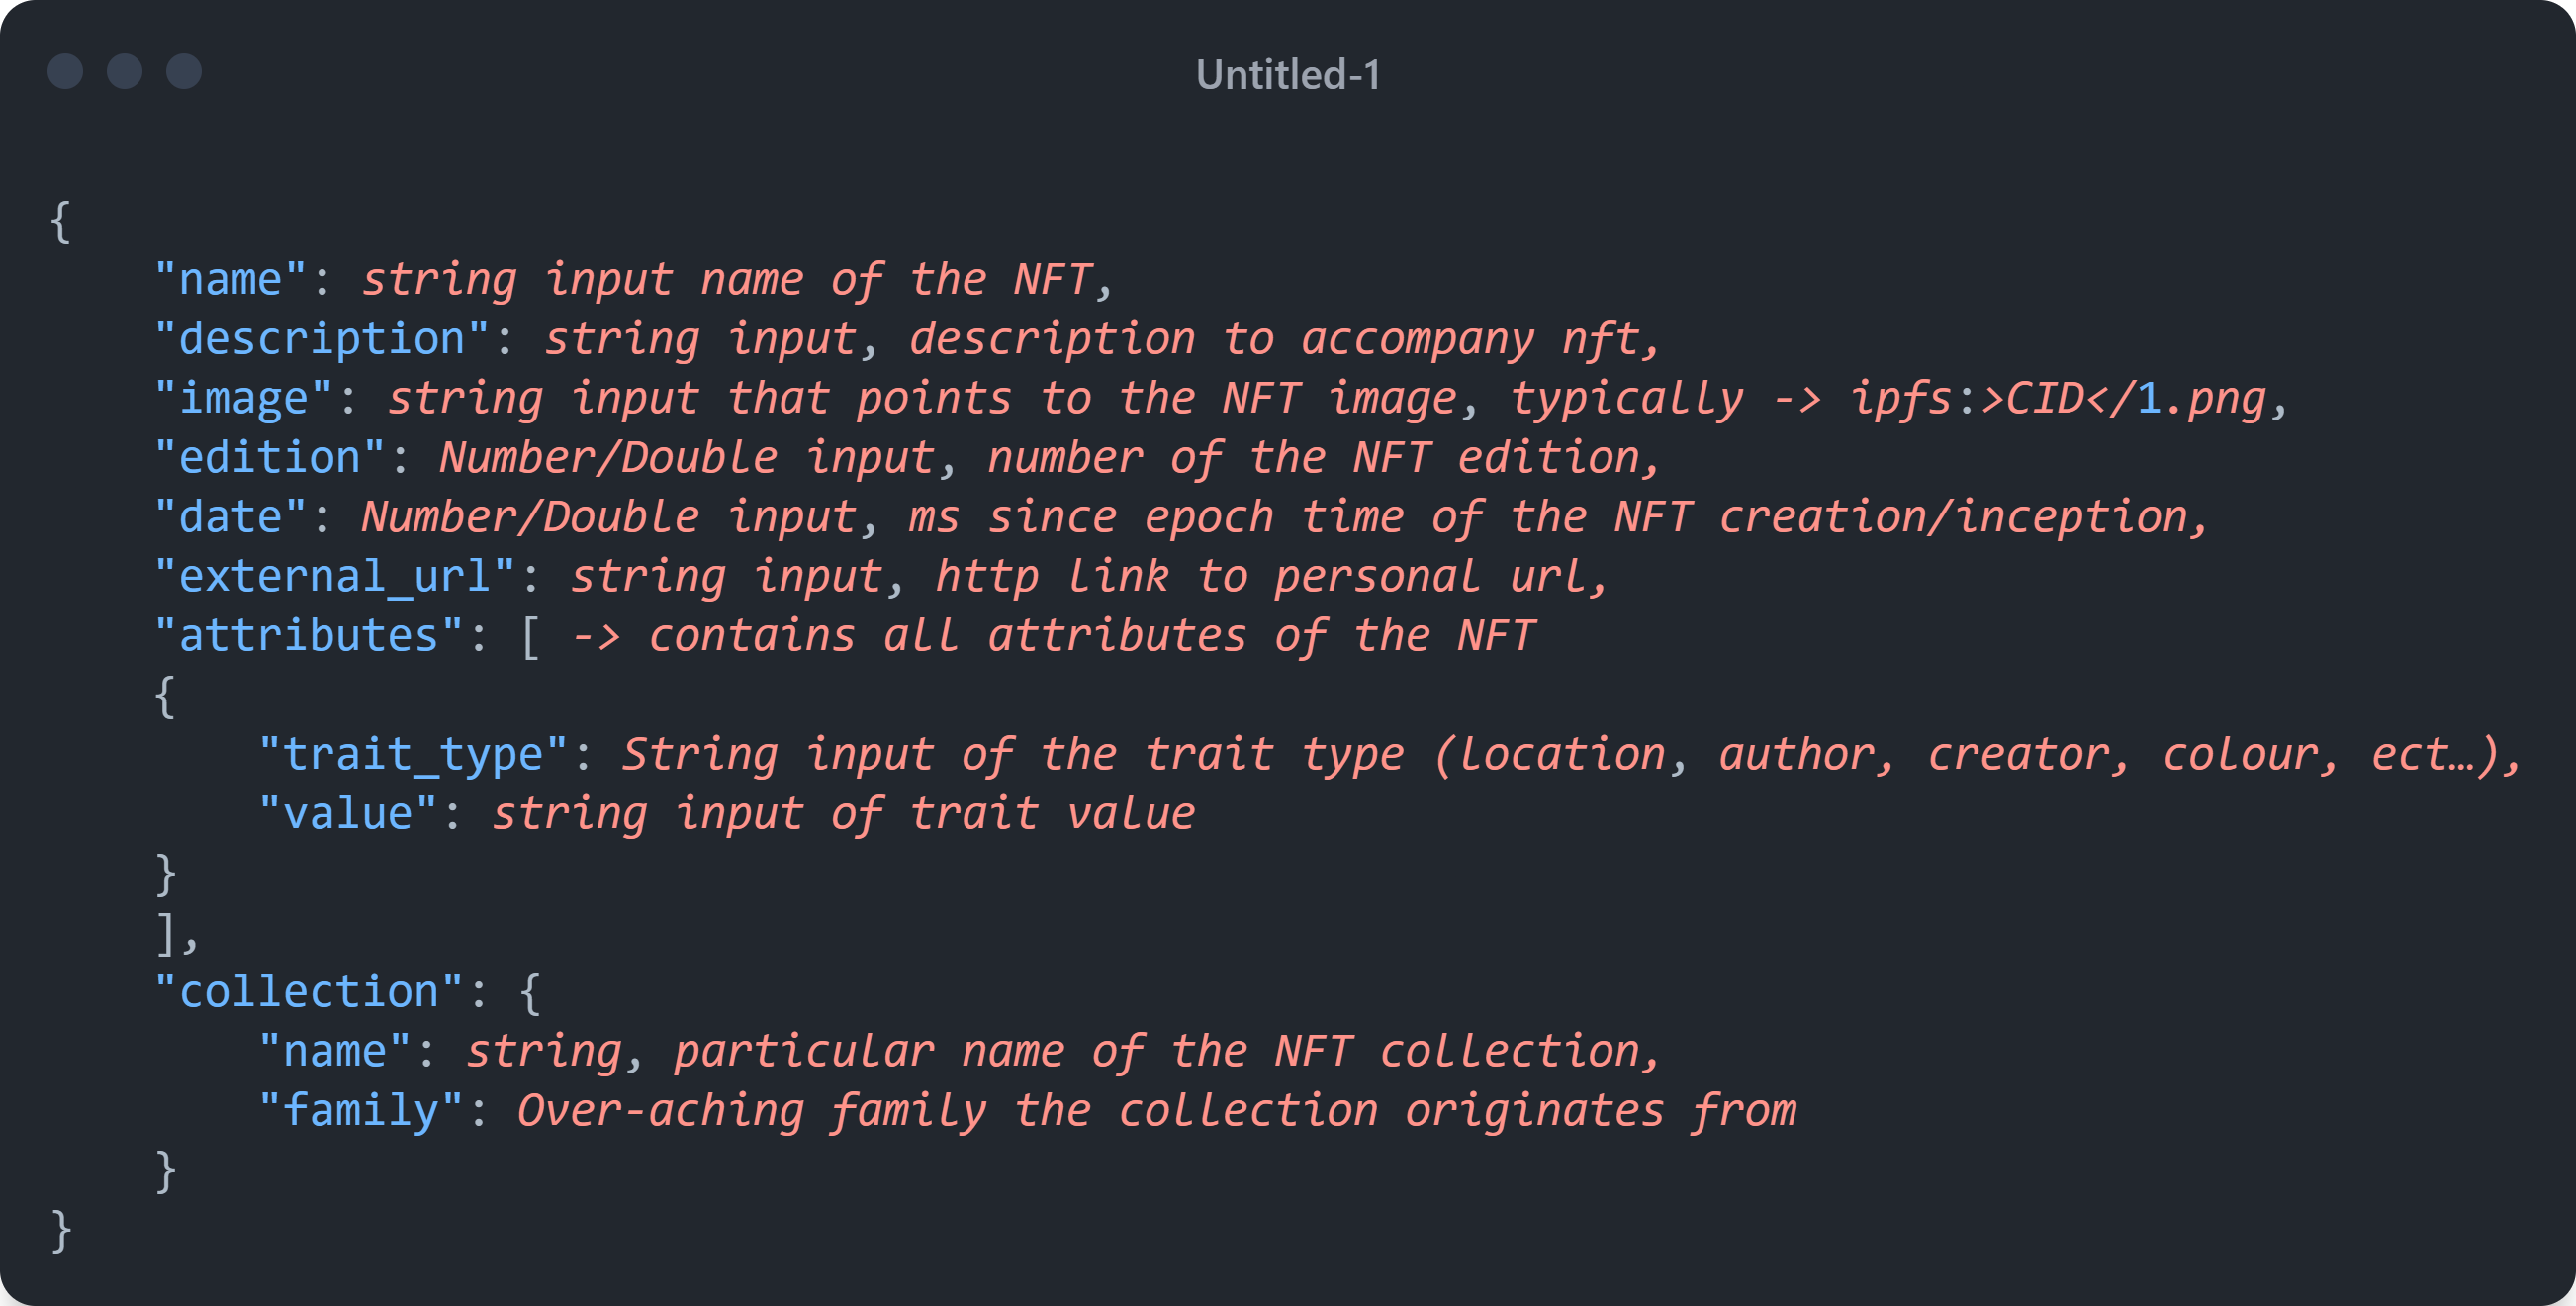 Untitled-1
{
"name": string input name of the NFT,
"description": string input, description to accompany nft,
"image": string input that points to the NFT image, typically -> ipfs:>CID</1.png,
"edition": Number/Double input, number of the NFT edition,
"date": Number/Double input, ms since epoch time of the NFT creation/inception,
"external_url": string input, http link to personal url,
"attributes": [ -> contains all attributes of the NFT
{
"trait_type": String input of the trait type (location, author, creator, colour, ect…),
"value": string input of trait value
}
],
"collection": {
"name": string, particular name of the NFT collection,
"family": Over-aching family the collection originates from
}
}